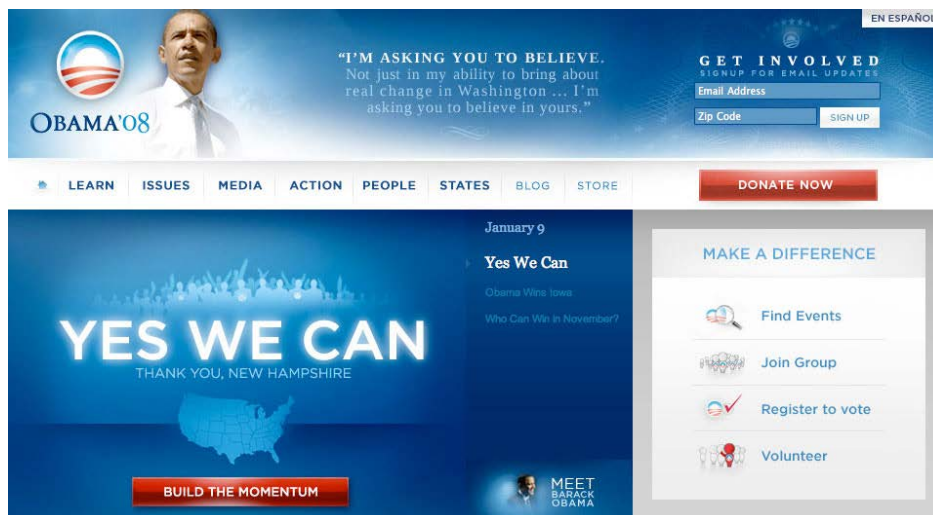 EN ESPAÑOL
OBAMA'08
“I’M ASKING YOU TO BELIEVE.
Not just in my ability to bring about
real change in Washington ... I’m
asking you to believe in yours.”
GET INVOLVED
SIGNUP FOR EMAIL UPDATES
Email Address
Zip Code
SIGN UP
LEARN
ISSUES
MEDIA
ACTION
PEOPLE
STATES
BLOG
STORE
DONATE NOW
YES WE CAN
THANK YOU, NEW HAMPSHIRE
BUILD THE MOMENTUM
January 9
Yes We Can
Obama Wins Iowa
Who Can Win in November?
MEET
BARACK
OBAMA
MAKE A DIFFERENCE
Find Events
Join Group
Register to vote
Volunteer